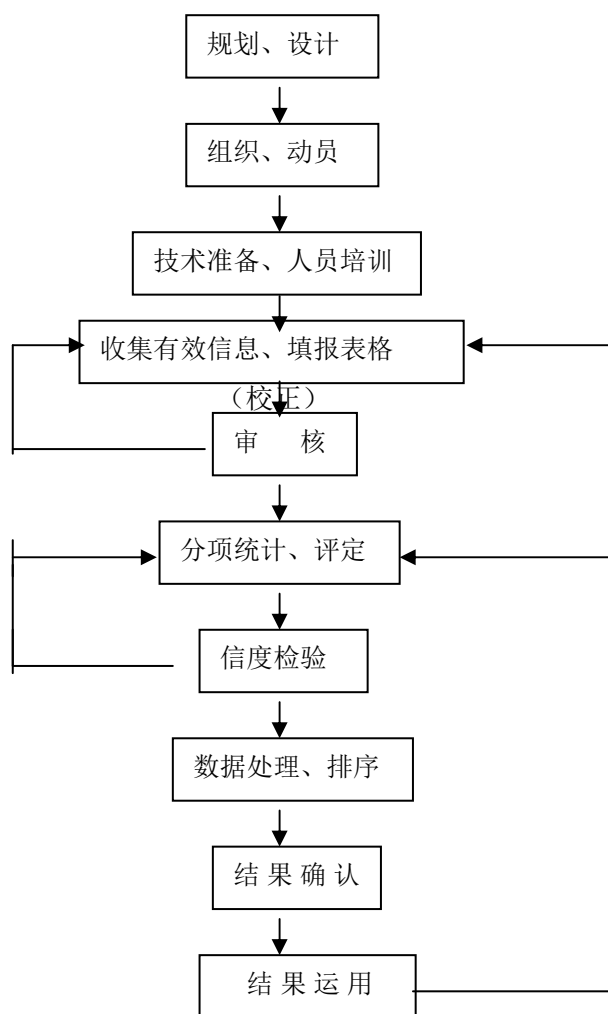 规划、设计
组织、动员
技术准备、人员培训
收集有效信息、填报表格
（校正）
审 核
分项统计、评定
信度检验
数据处理、排序
结 果 确 认
结 果 运 用